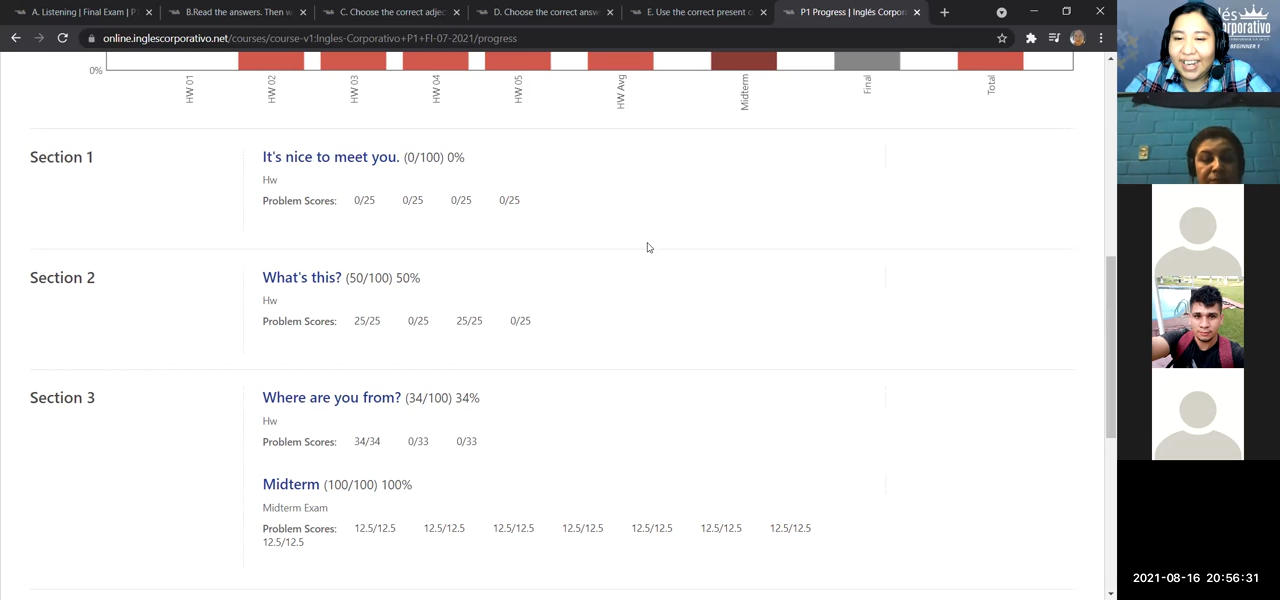 A. Listening | Final Exam | P
B.Read the answers. Then w
C. Choose the correct adjec
D. Choose the correct answ
E. Use the correct present c
P1 Progress | Inglés Corpor
online.inglescorporativo.net/courses/course-v1:Ingles-Corporativo+P1+FI-07-2021/progress
0%
HW 01
HW 02
HW 03
HW 04
HW 05
HW Avg
Midterm
Final
Total
Section 1
It's nice to meet you. (0/100) 0%
Hw
Problem Scores: 0/25 0/25 0/25 0/25
Section 2
What's this? (50/100) 50%
Hw
Problem Scores: 25/25 0/25 25/25 0/25
Section 3
Where are you from? (34/100) 34%
Hw
Problem Scores: 34/34 0/33 0/33
Midterm (100/100) 100%
Midterm Exam
Problem Scores: 12.5/12.5 12.5/12.5 12.5/12.5 12.5/12.5 12.5/12.5 12.5/12.5 12.5/12.5
12.5/12.5
glés
rporativo
BEGINNER 1
2021-08-16 20:56:31